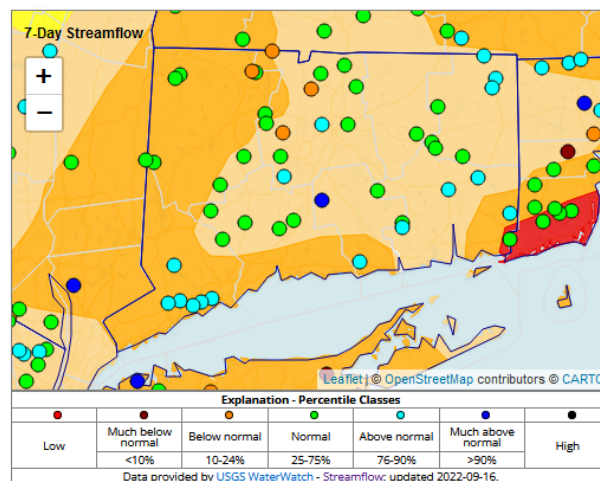 7-Day Streamflow
+
−
Leaflet | © OpenStreetMap contributors © CARTO
Explanation - Percentile Classes
Low
Much below normal
Below normal
Normal
Above normal
Much above normal
High
<10%
10-24%
25-75%
76-90%
>90%
Data provided by USGS WaterWatch - Streamflow; updated 2022-09-16.